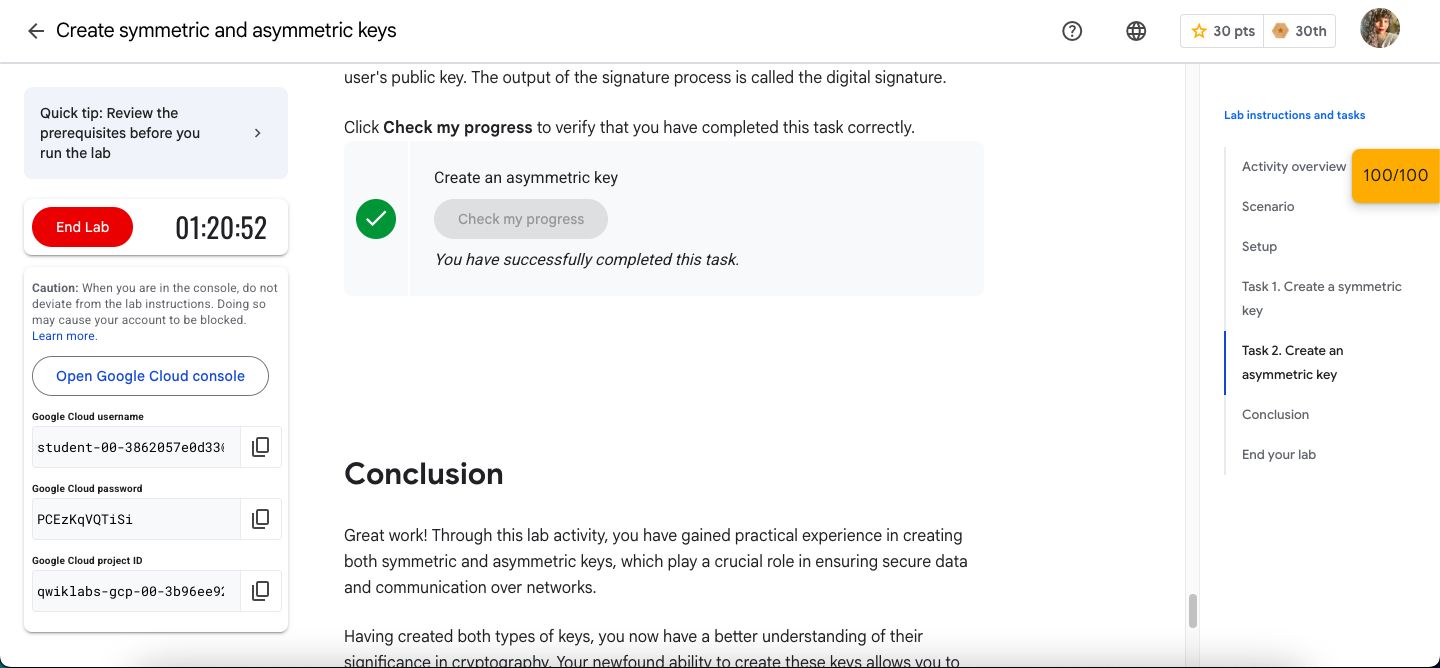 Create symmetric and asymmetric keys
30 pts
30th
Quick tip: Review the
prerequisites before you
run the lab
End Lab
01:20:52
Caution: When you are in the console, do not
deviate from the lab instructions. Doing so
may cause your account to be blocked.
Learn more.
Open Google Cloud console
Google Cloud username
student-00-3862057e0d33
Google Cloud password
PCEzKqVQTiSi
Google Cloud project ID
qwiklabs-gcp-00-3b96ee92
user's public key. The output of the signature process is called the digital signature.
Click Check my progress to verify that you have completed this task correctly.
Create an asymmetric key
Check my progress
You have successfully completed this task.
Conclusion
Great work! Through this lab activity, you have gained practical experience in creating
both symmetric and asymmetric keys, which play a crucial role in ensuring secure data
and communication over networks.
Having created both types of keys, you now have a better understanding of their
significance in cryptography. Your newfound ability to create these keys allows you to
Lab instructions and tasks
Activity overview
100/100
Scenario
Setup
Task 1. Create a symmetric
key
Task 2. Create an
asymmetric key
Conclusion
End your lab